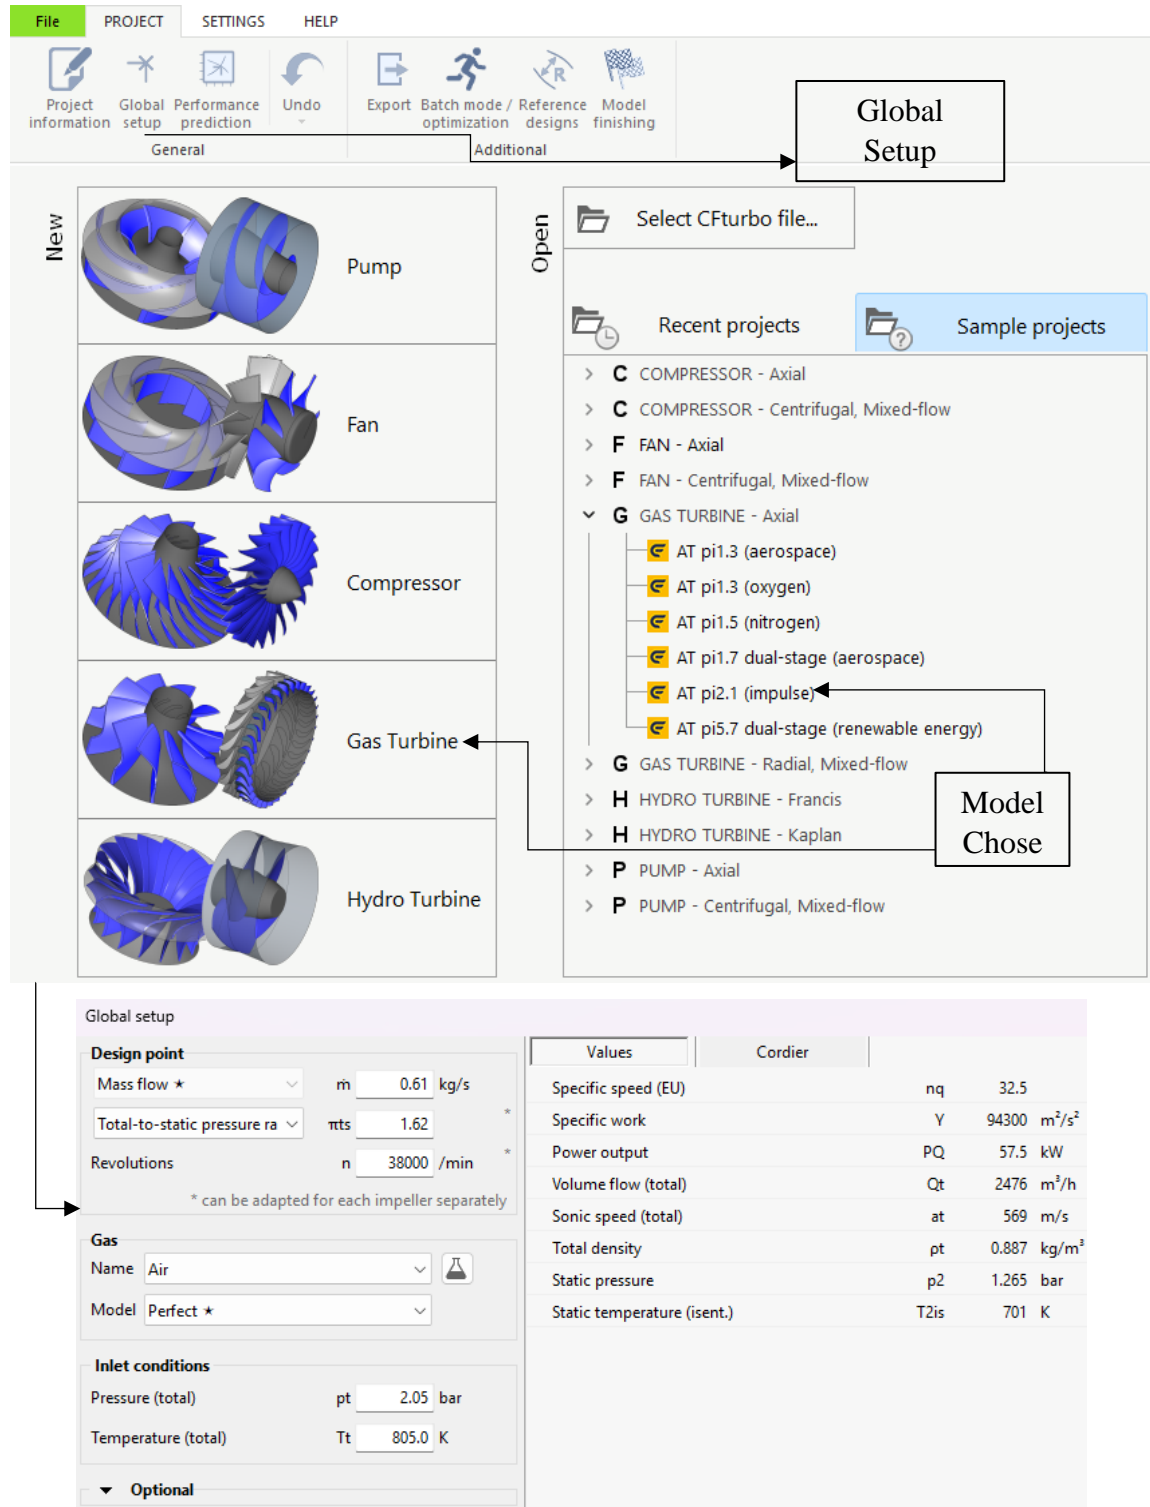 File PROJECT SETTINGS HELP
Project information
Global setup
Performance prediction
Undo
Export
Batch mode / optimization
Reference designs
Model finishing
General
Additional
Global Setup
New
Pump
Fan
Compressor
Gas Turbine
Hydro Turbine
Open
Select CFturbo file...
Recent projects
Sample projects
C COMPRESSOR - Axial
C COMPRESSOR - Centrifugal, Mixed-flow
F FAN - Axial
F FAN - Centrifugal, Mixed-flow
G GAS TURBINE - Axial
AT pi1.3 (aerospace)
AT pi1.3 (oxygen)
AT pi1.5 (nitrogen)
AT pi1.7 dual-stage (aerospace)
AT pi2.1 (impulse)
AT pi5.7 dual-stage (renewable energy)
G GAS TURBINE - Radial, Mixed-flow
H HYDRO TURBINE - Francis
H HYDRO TURBINE - Kaplan
P PUMP - Axial
P PUMP - Centrifugal, Mixed-flow
Model Chose
Global setup
Design point
Mass flow ★ ṁ 0.61 kg/s
Total-to-static pressure ra πts 1.62 *
Revolutions n 38000 /min *
* can be adapted for each impeller separately
Gas
Name Air
Model Perfect ★
Inlet conditions
Pressure (total) pt 2.05 bar
Temperature (total) Tt 805.0 K
Optional
Values Cordier
Specific speed (EU) nq 32.5
Specific work Y 94300 m²/s²
Power output PQ 57.5 kW
Volume flow (total) Qt 2476 m³/h
Sonic speed (total) at 569 m/s
Total density ρt 0.887 kg/m³
Static pressure p2 1.265 bar
Static temperature (isent.) T2is 701 K